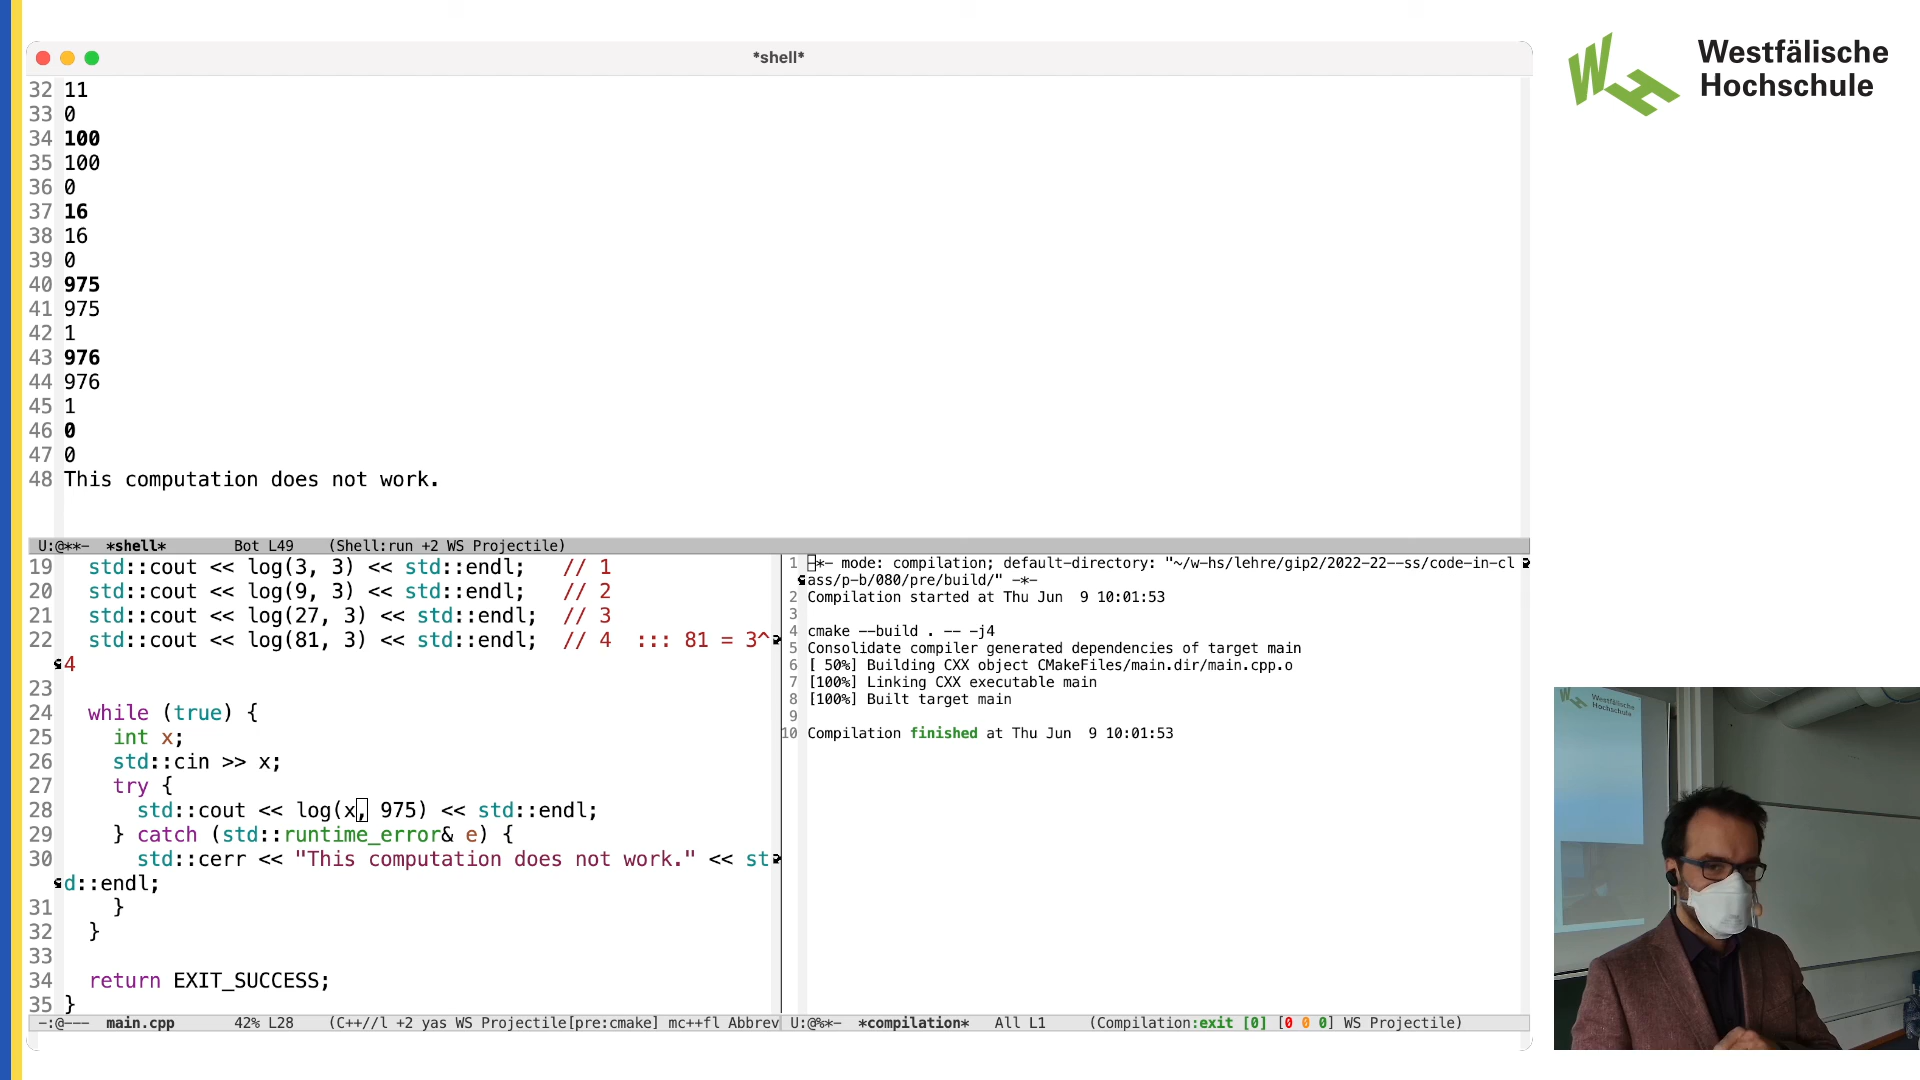 *shell*
32 11
33 0
34 100
35 100
36 0
37 16
38 16
39 0
40 975
41 975
42 1
43 976
44 976
45 1
46 0
47 0
48 This computation does not work.
U:@**-  *shell*      Bot L49   (Shell:run +2 WS Projectile)
19   std::cout << log(3, 3) << std::endl;   // 1
20   std::cout << log(9, 3) << std::endl;   // 2
21   std::cout << log(27, 3) << std::endl;  // 3
22   std::cout << log(81, 3) << std::endl;  // 4  ::: 81 = 3^
4
23
24   while (true) {
25     int x;
26     std::cin >> x;
27     try {
28       std::cout << log(x, 975) << std::endl;
29     } catch (std::runtime_error& e) {
30       std::cerr << "This computation does not work." << st
d::endl;
31     }
32   }
33
34   return EXIT_SUCCESS;
35 }
-:@---  main.cpp       42% L28    (C++//l +2 yas WS Projectile[pre:cmake] mc++fl Abbrev
1 -*- mode: compilation; default-directory: "~/w-hs/lehre/gip2/2022-22--ss/code-in-cl
ass/p-b/080/pre/build/" -*-
2 Compilation started at Thu Jun  9 10:01:53
3
4 cmake --build . -- -j4
5 Consolidate compiler generated dependencies of target main
6 [ 50%] Building CXX object CMakeFiles/main.dir/main.cpp.o
7 [100%] Linking CXX executable main
8 [100%] Built target main
9
10 Compilation finished at Thu Jun  9 10:01:53
U:@%*-  *compilation*   All L1     (Compilation:exit [0] [0 0 0] WS Projectile)
WH
Westfälische
Hochschule
Westfälische
Hochschule